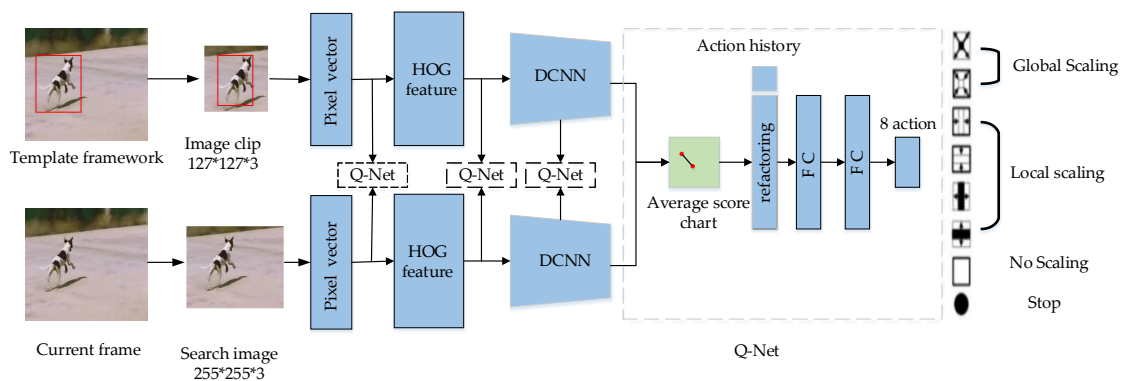 Template framework
Image clip
127*127*3
Pixel vector
HOG
feature
DCNN
Q-Net
Q-Net
Q-Net
Current frame
Search image
255*255*3
Pixel vector
HOG
feature
DCNN
Action history
Average score
chart
refactoring
F C
F C
8 action
Q-Net
Global Scaling
Local scaling
No Scaling
Stop